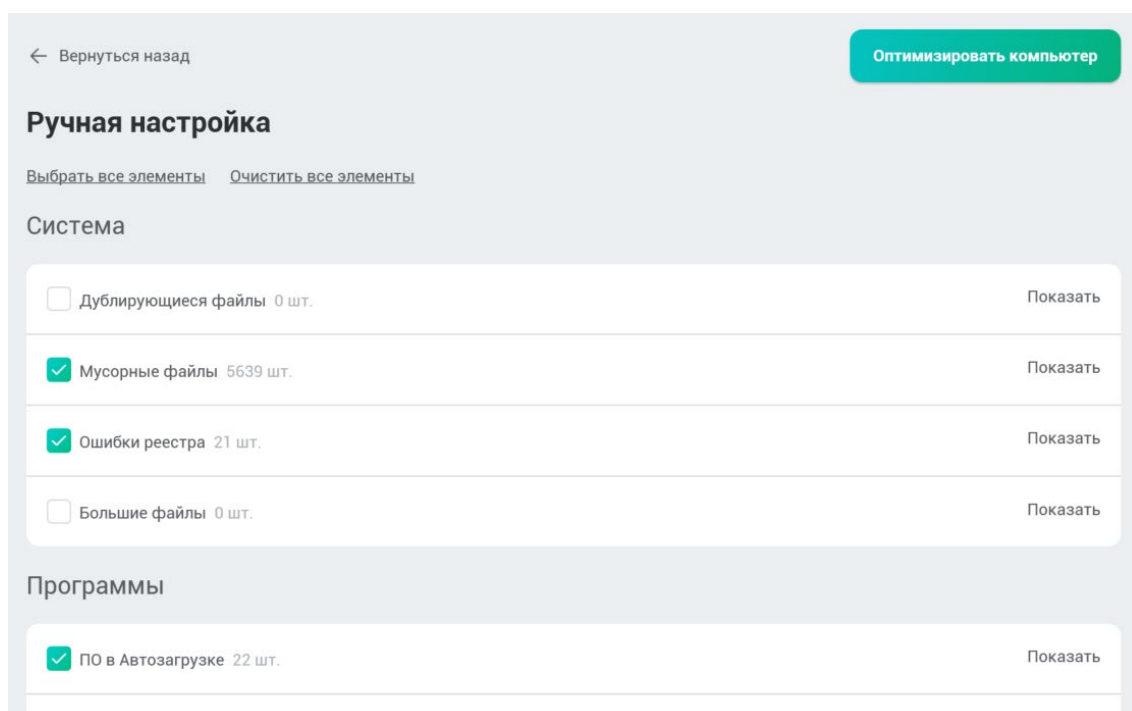 ← Вернуться назад
Оптимизировать компьютер
Ручная настройка
Выбрать все элементы Очистить все элементы
Система
Дублирующиеся файлы 0 шт. Показать
Мусорные файлы 5639 шт. Показать
Ошибки реестра 21 шт. Показать
Большие файлы 0 шт. Показать
Программы
ПО в Автозагрузке 22 шт. Показать